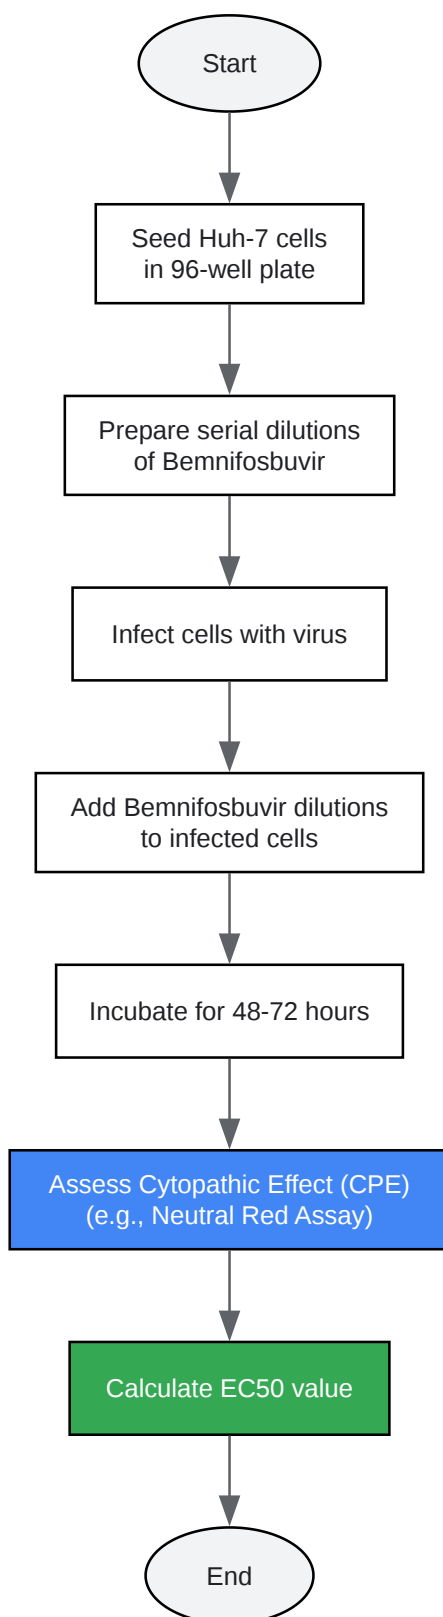 Start
Seed Huh-7 cells
in 96-well plate
Prepare serial dilutions
of Bemnifosbuvir
Infect cells with virus
Add Bemnifosbuvir dilutions
to infected cells
Incubate for 48-72 hours
Assess Cytopathic Effect (CPE)
(e.g., Neutral Red Assay)
Calculate EC50 value
End